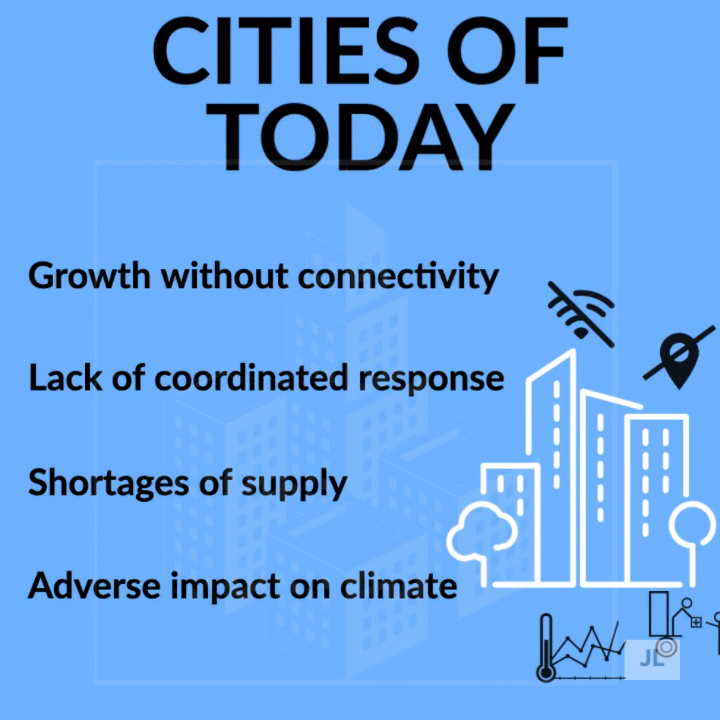 CITIES OF
TODAY
Growth without connectivity
Lack of coordinated response
Shortages of supply
Adverse impact on climate
JL